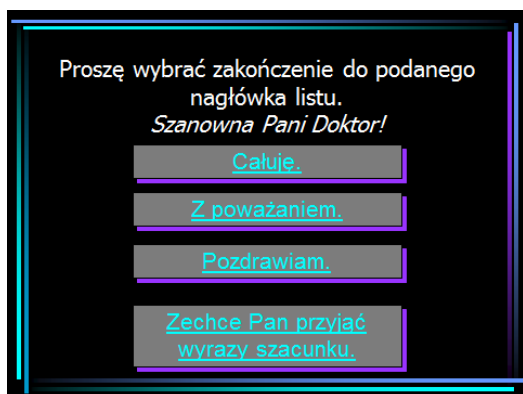 Proszę wybrać zakończenie do podanego
nagłówka listu.
Szanowna Pani Doktor!
Całuję.
Z poważaniem.
Pozdrawiam.
Zechce Pan przyjąć
wyrazy szacunku.